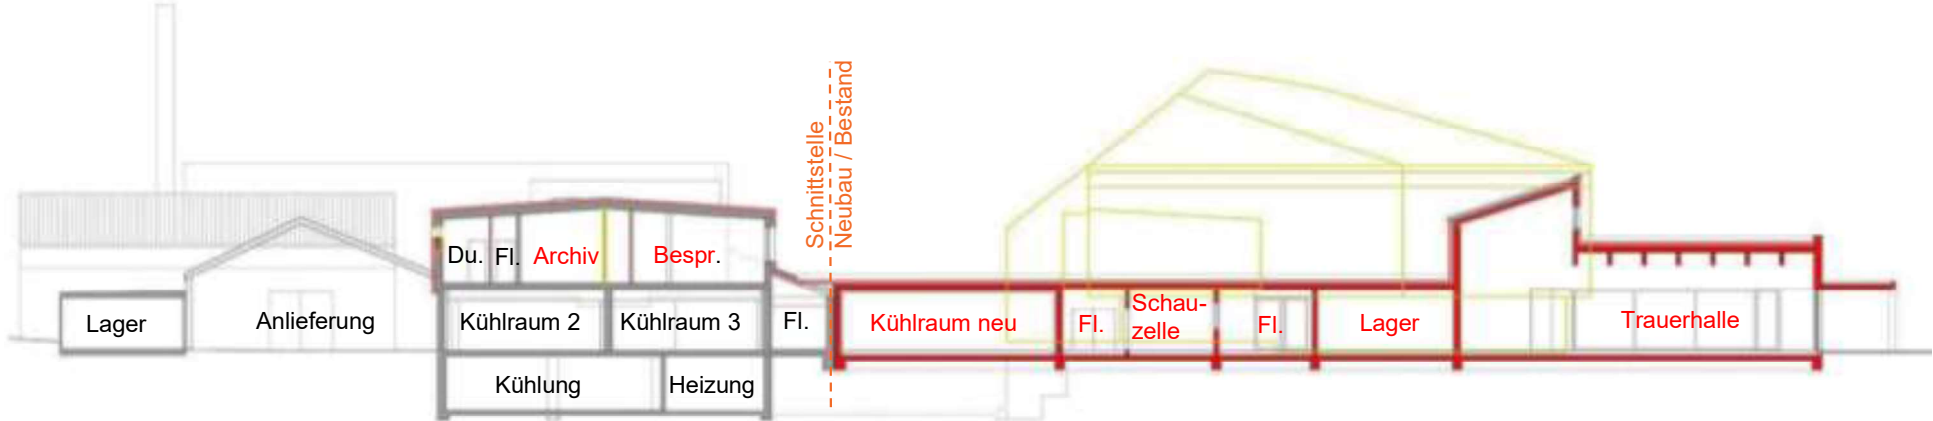 Schnittstelle
Neubau / Bestand
Du.
Fl.
Archiv
Bespr.
Lager
Anlieferung
Kühlraum 2
Kühlraum 3
Fl.
Kühlraum neu
Fl.
Schau-
zelle
Fl.
Lager
Trauerhalle
Kühlung
Heizung